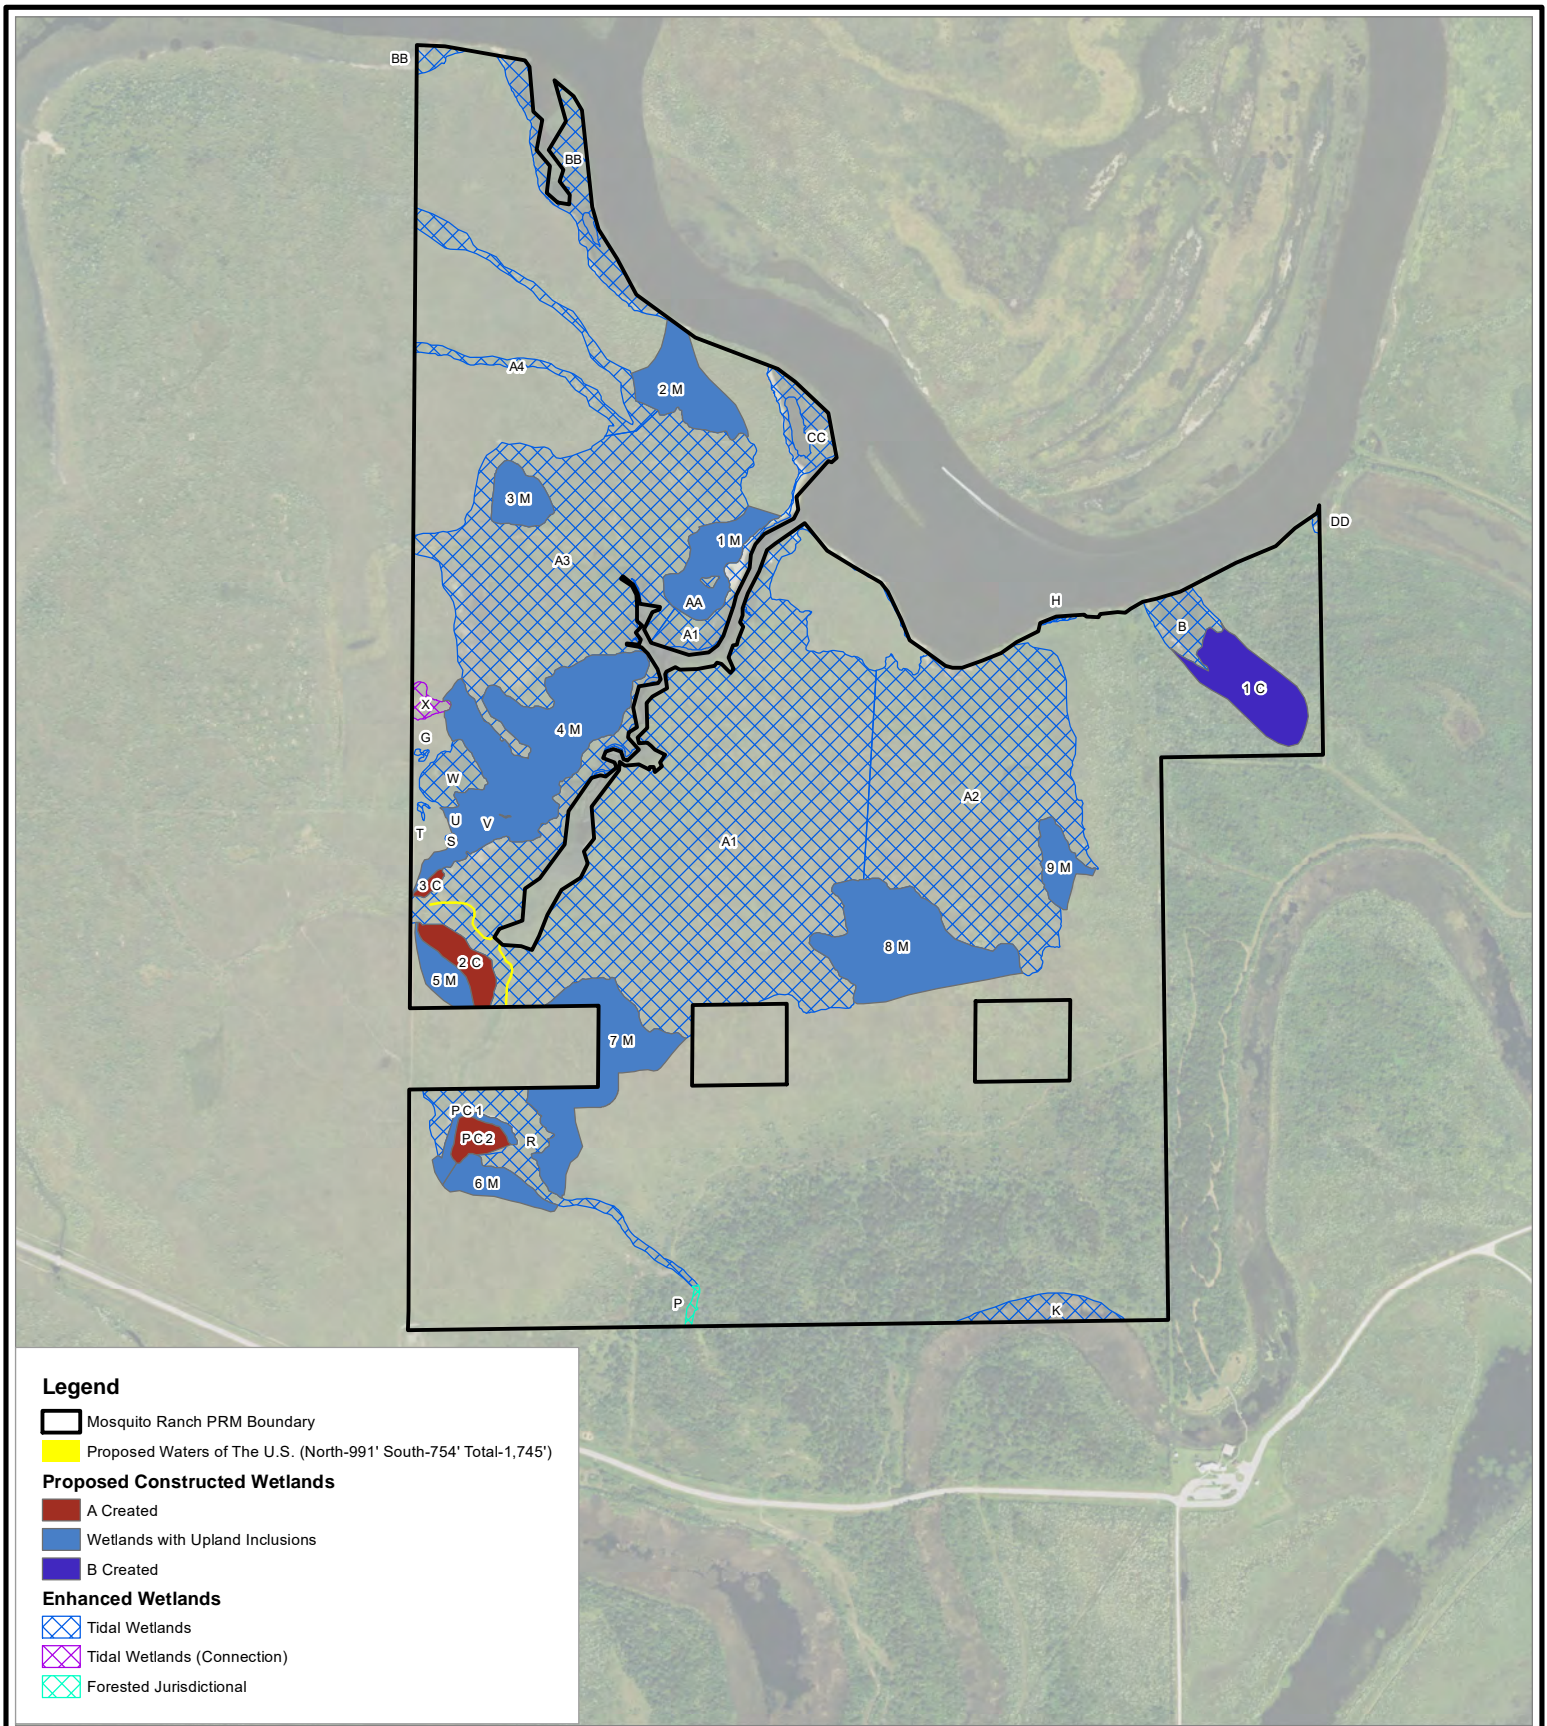 BB
BB
A4
2 M
CC
3 M
DD
1 M
A3
H
AA
B
A1
1 C
X
4 M
G
W
A2
U
V
T
S
A1
9 M
3 C
8 M
2 C
5 M
7 M
PC1
PC2
R
6 M
P
K
Legend
Mosquito Ranch PRM Boundary
Proposed Waters of The U.S. (North-991' South-754' Total-1,745')
Proposed Constructed Wetlands
A Created
Wetlands with Upland Inclusions
B Created
Enhanced Wetlands
Tidal Wetlands
Tidal Wetlands (Connection)
Forested Jurisdictional